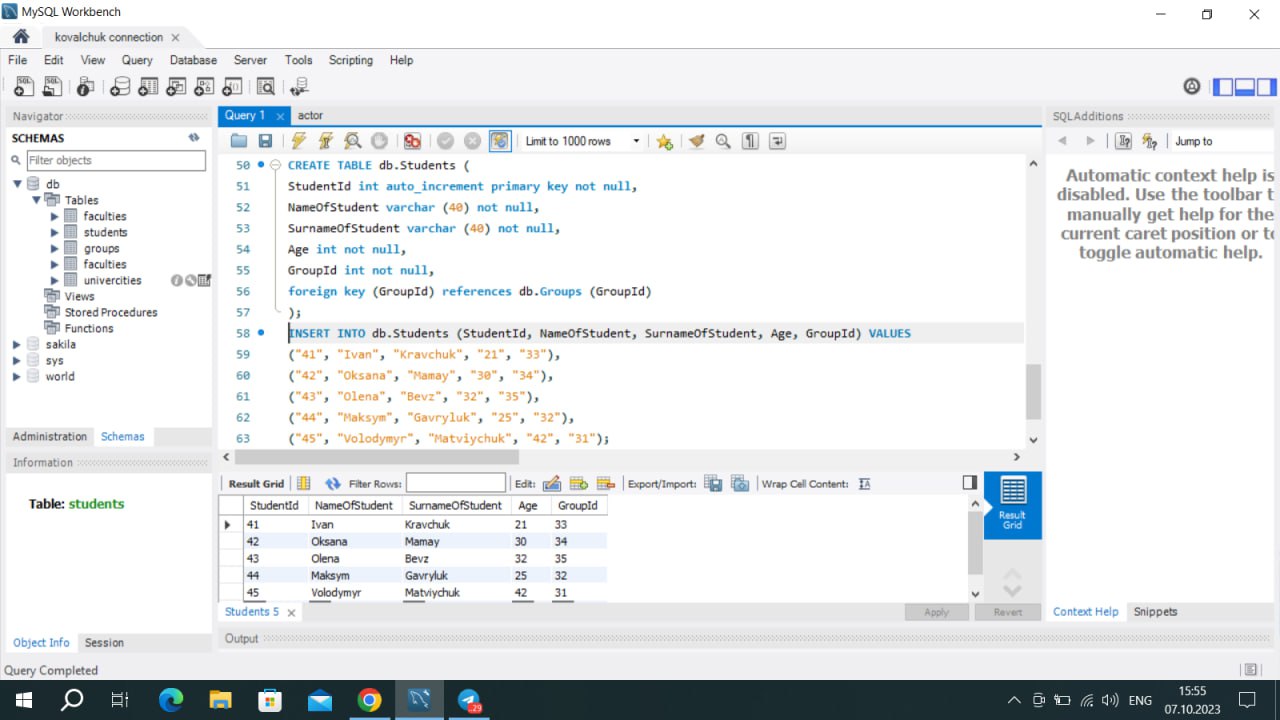 MySQL Workbench
kovalchuk connection
File Edit View Query Database Server Tools Scripting Help
Navigator
SCHEMAS
Filter objects
db
Tables
faculties
students
groups
faculties
univercities
Views
Stored Procedures
Functions
sakila
sys
world
Administration Schemas
Information
Table: students
Object Info Session
Query Completed
Query 1 actor
Limit to 1000 rows
50 CREATE TABLE db.Students (
51 StudentId int auto_increment primary key not null,
52 NameOfStudent varchar (40) not null,
53 SurnameOfStudent varchar (40) not null,
54 Age int not null,
55 GroupId int not null,
56 foreign key (GroupId) references db.Groups (GroupId)
57 );
58 INSERT INTO db.Students (StudentId, NameOfStudent, SurnameOfStudent, Age, GroupId) VALUES
59 ("41", "Ivan", "Kravchuk", "21", "33"),
60 ("42", "Oksana", "Mamay", "30", "34"),
61 ("43", "Olena", "Bevz", "32", "35"),
62 ("44", "Maksym", "Gavryluk", "25", "32"),
63 ("45", "Volodymyr", "Matviychuk", "42", "31");
Result Grid Filter Rows: Edit: Export/Import: Wrap Cell Content:
StudentId NameOfStudent SurnameOfStudent Age GroupId
41 Ivan Kravchuk 21 33
42 Oksana Mamay 30 34
43 Olena Bevz 32 35
44 Maksym Gavryluk 25 32
45 Volodymyr Matviychuk 42 31
Result
Grid
Students 5 Apply Revert
Output
SQLAdditions
Jump to
Automatic context help is
disabled. Use the toolbar t
manually get help for the
current caret position or to
toggle automatic help.
Context Help Snippets
29
ENG
15:55
07.10.2023